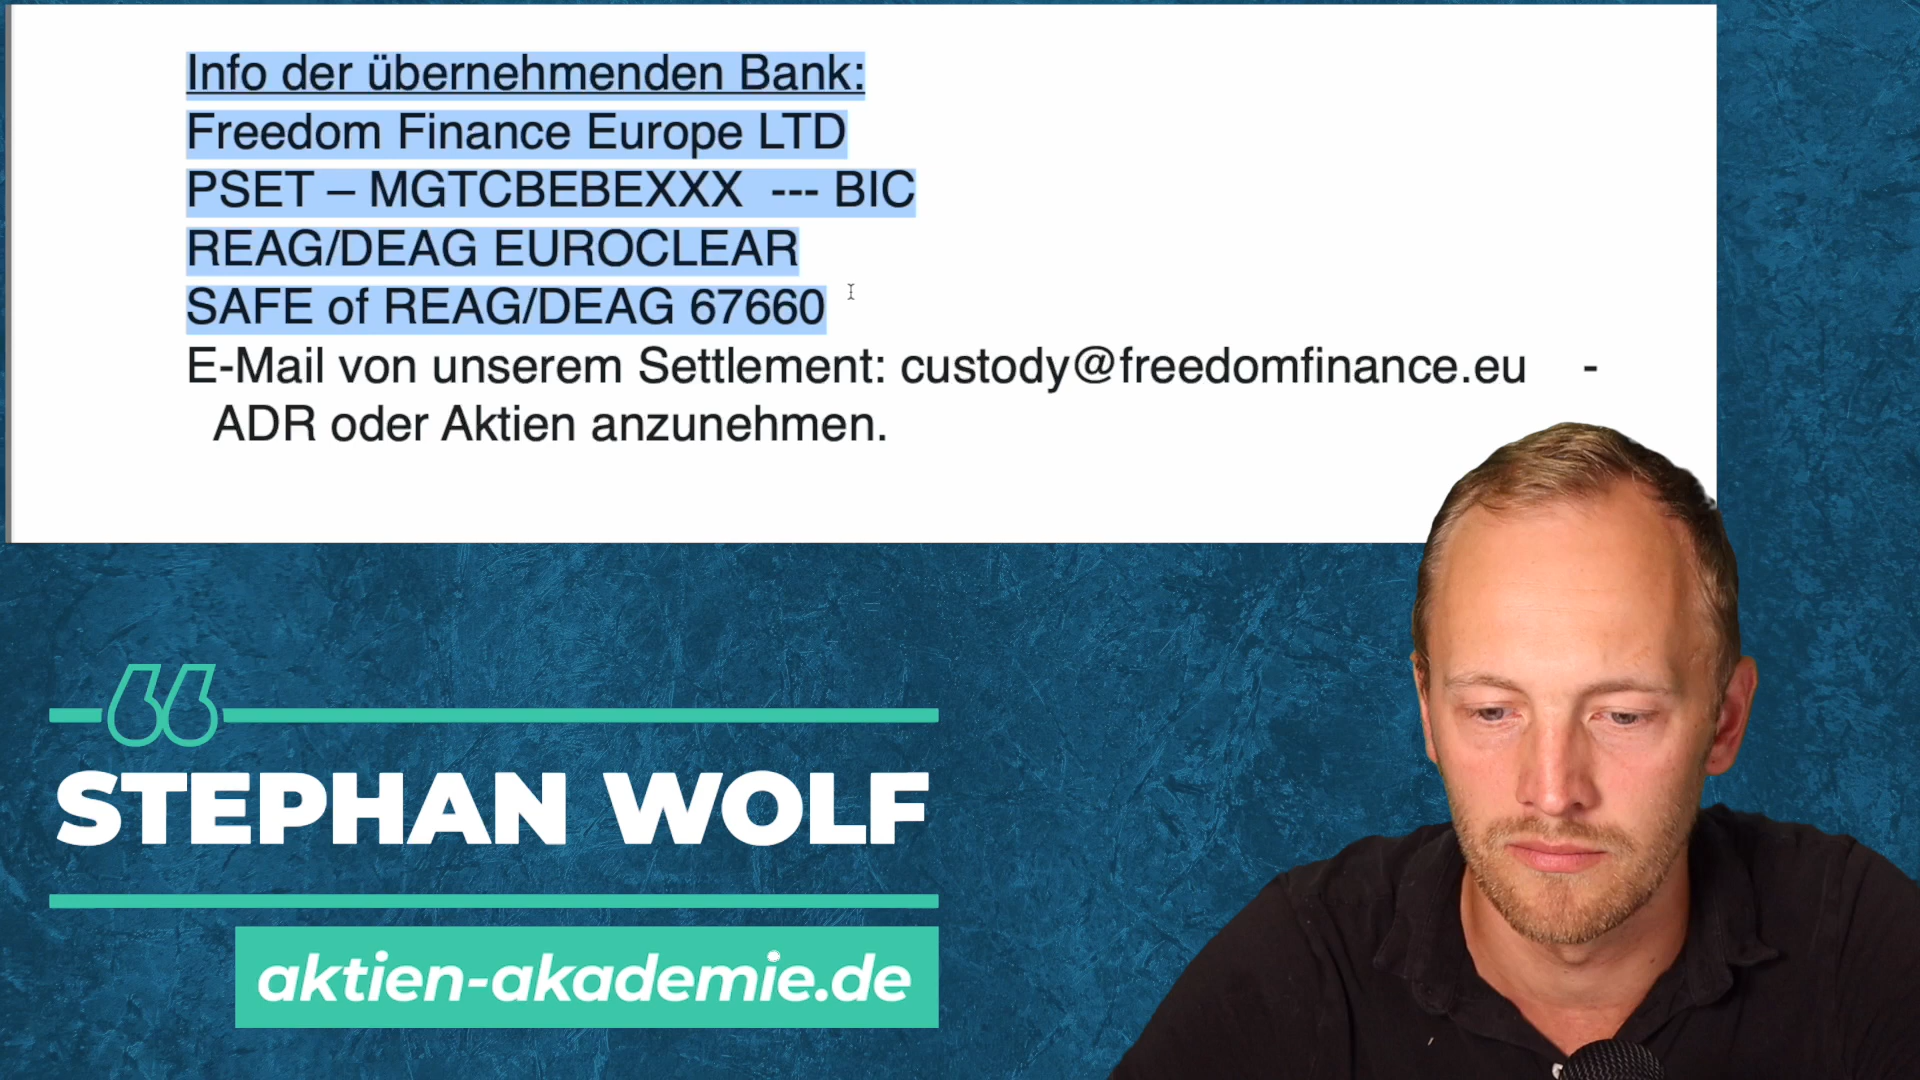 Info der übernehmenden Bank:
Freedom Finance Europe LTD
PSET – MGTCBEBEXXX --- BIC
REAG/DEAG EUROCLEAR
SAFE of REAG/DEAG 67660
E-Mail von unserem Settlement: custody@freedomfinance.eu -
ADR oder Aktien anzunehmen.
STEPHAN WOLF
aktien-akademie.de